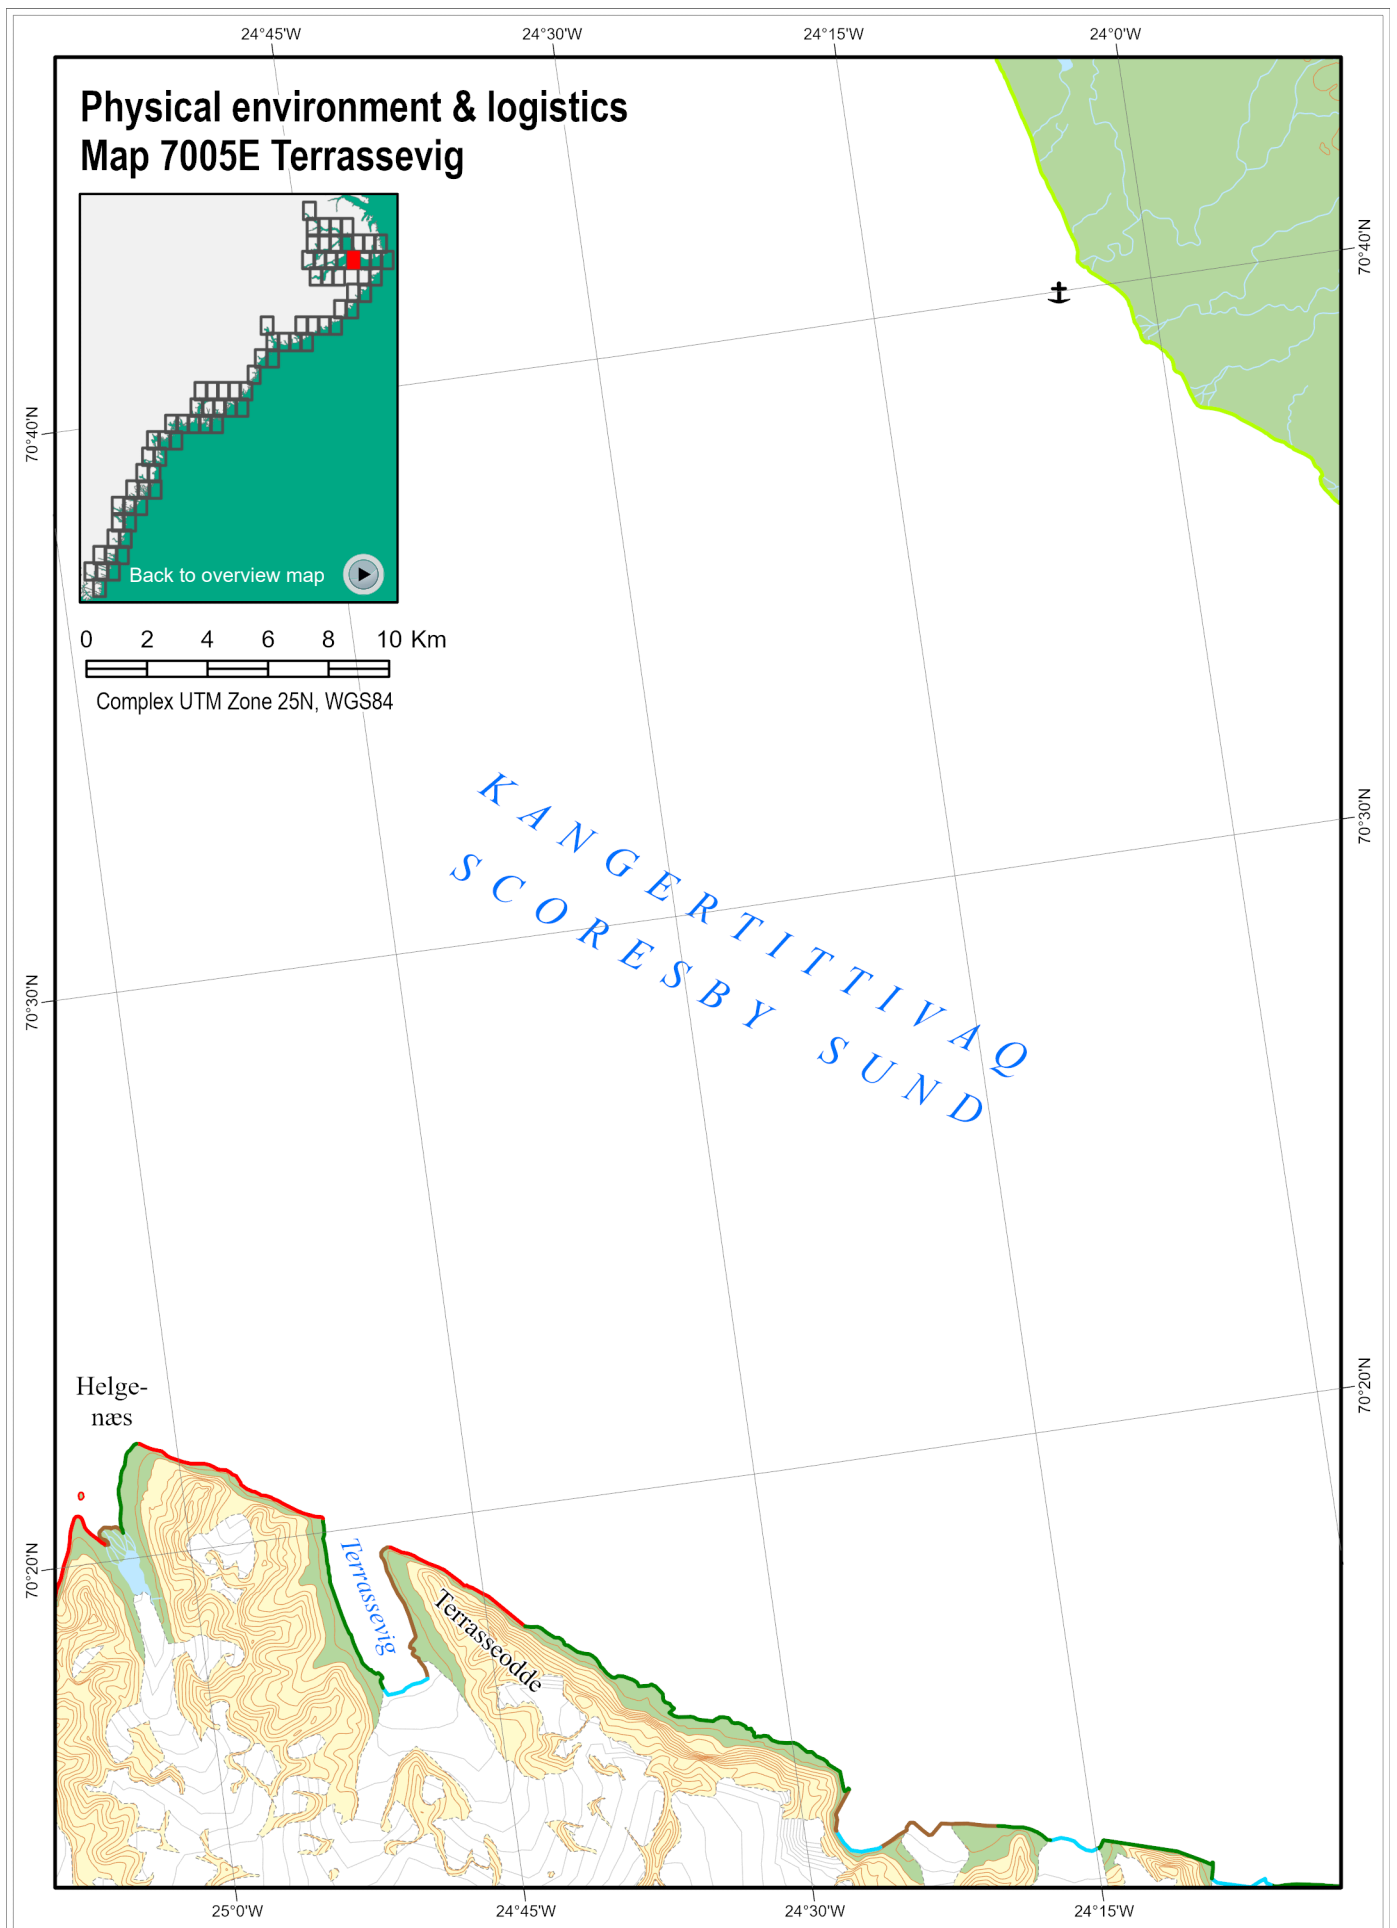 24°45'W 24°30'W 24°15'W 24°0'W
Physical environment & logistics
Map 7005E Terrassevig
70°40'N
70°40'N
Back to overview map
0 2 4 6 8 10 Km
Complex UTM Zone 25N, WGS84
KANGERTITTIVAQ
SCORESBY SUND
70°30'N
70°30'N
70°20'N
Helge-
næs
Terrassevig
Terrasseodde
70°20'N
25°0'W 24°45'W 24°30'W 24°15'W